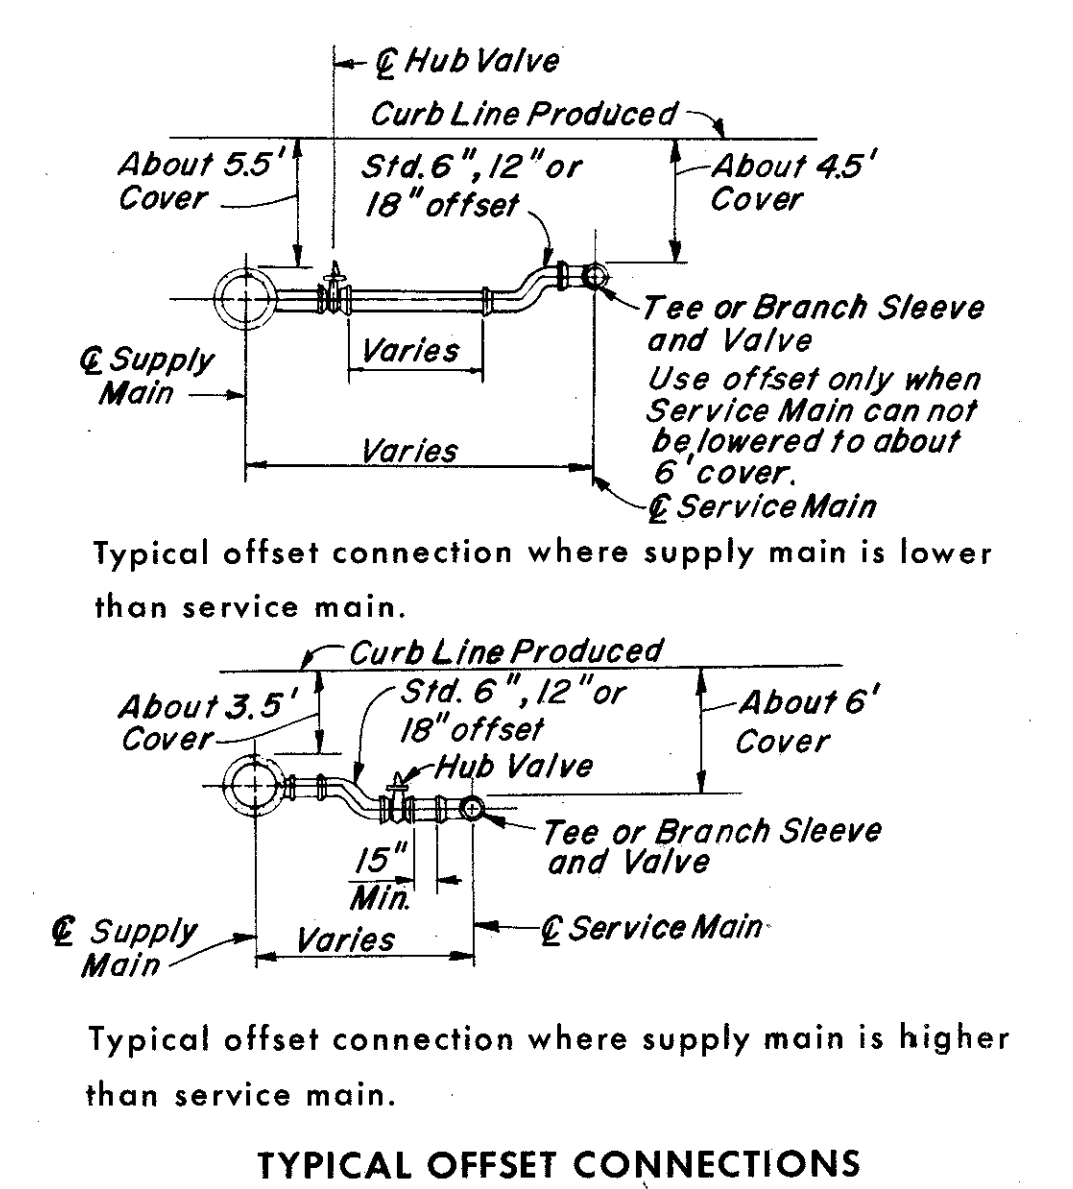 ℄ Hub Valve
Curb Line Produced
About 5.5'
Cover
Std. 6", 12" or
18" offset
About 4.5'
Cover
Tee or Branch Sleeve
and Valve
Use offset only when
Service Main can not
be lowered to about
6' cover.
℄ Supply
Main
Varies
Varies
℄ Service Main
Typical offset connection where supply main is lower
than service main.
Curb Line Produced
About 3.5'
Cover
Std. 6", 12" or
18" offset
About 6'
Cover
Hub Valve
Tee or Branch Sleeve
and Valve
15"
Min.
℄ Supply
Main
Varies
℄ Service Main
Typical offset connection where supply main is higher
than service main.
TYPICAL OFFSET CONNECTIONS